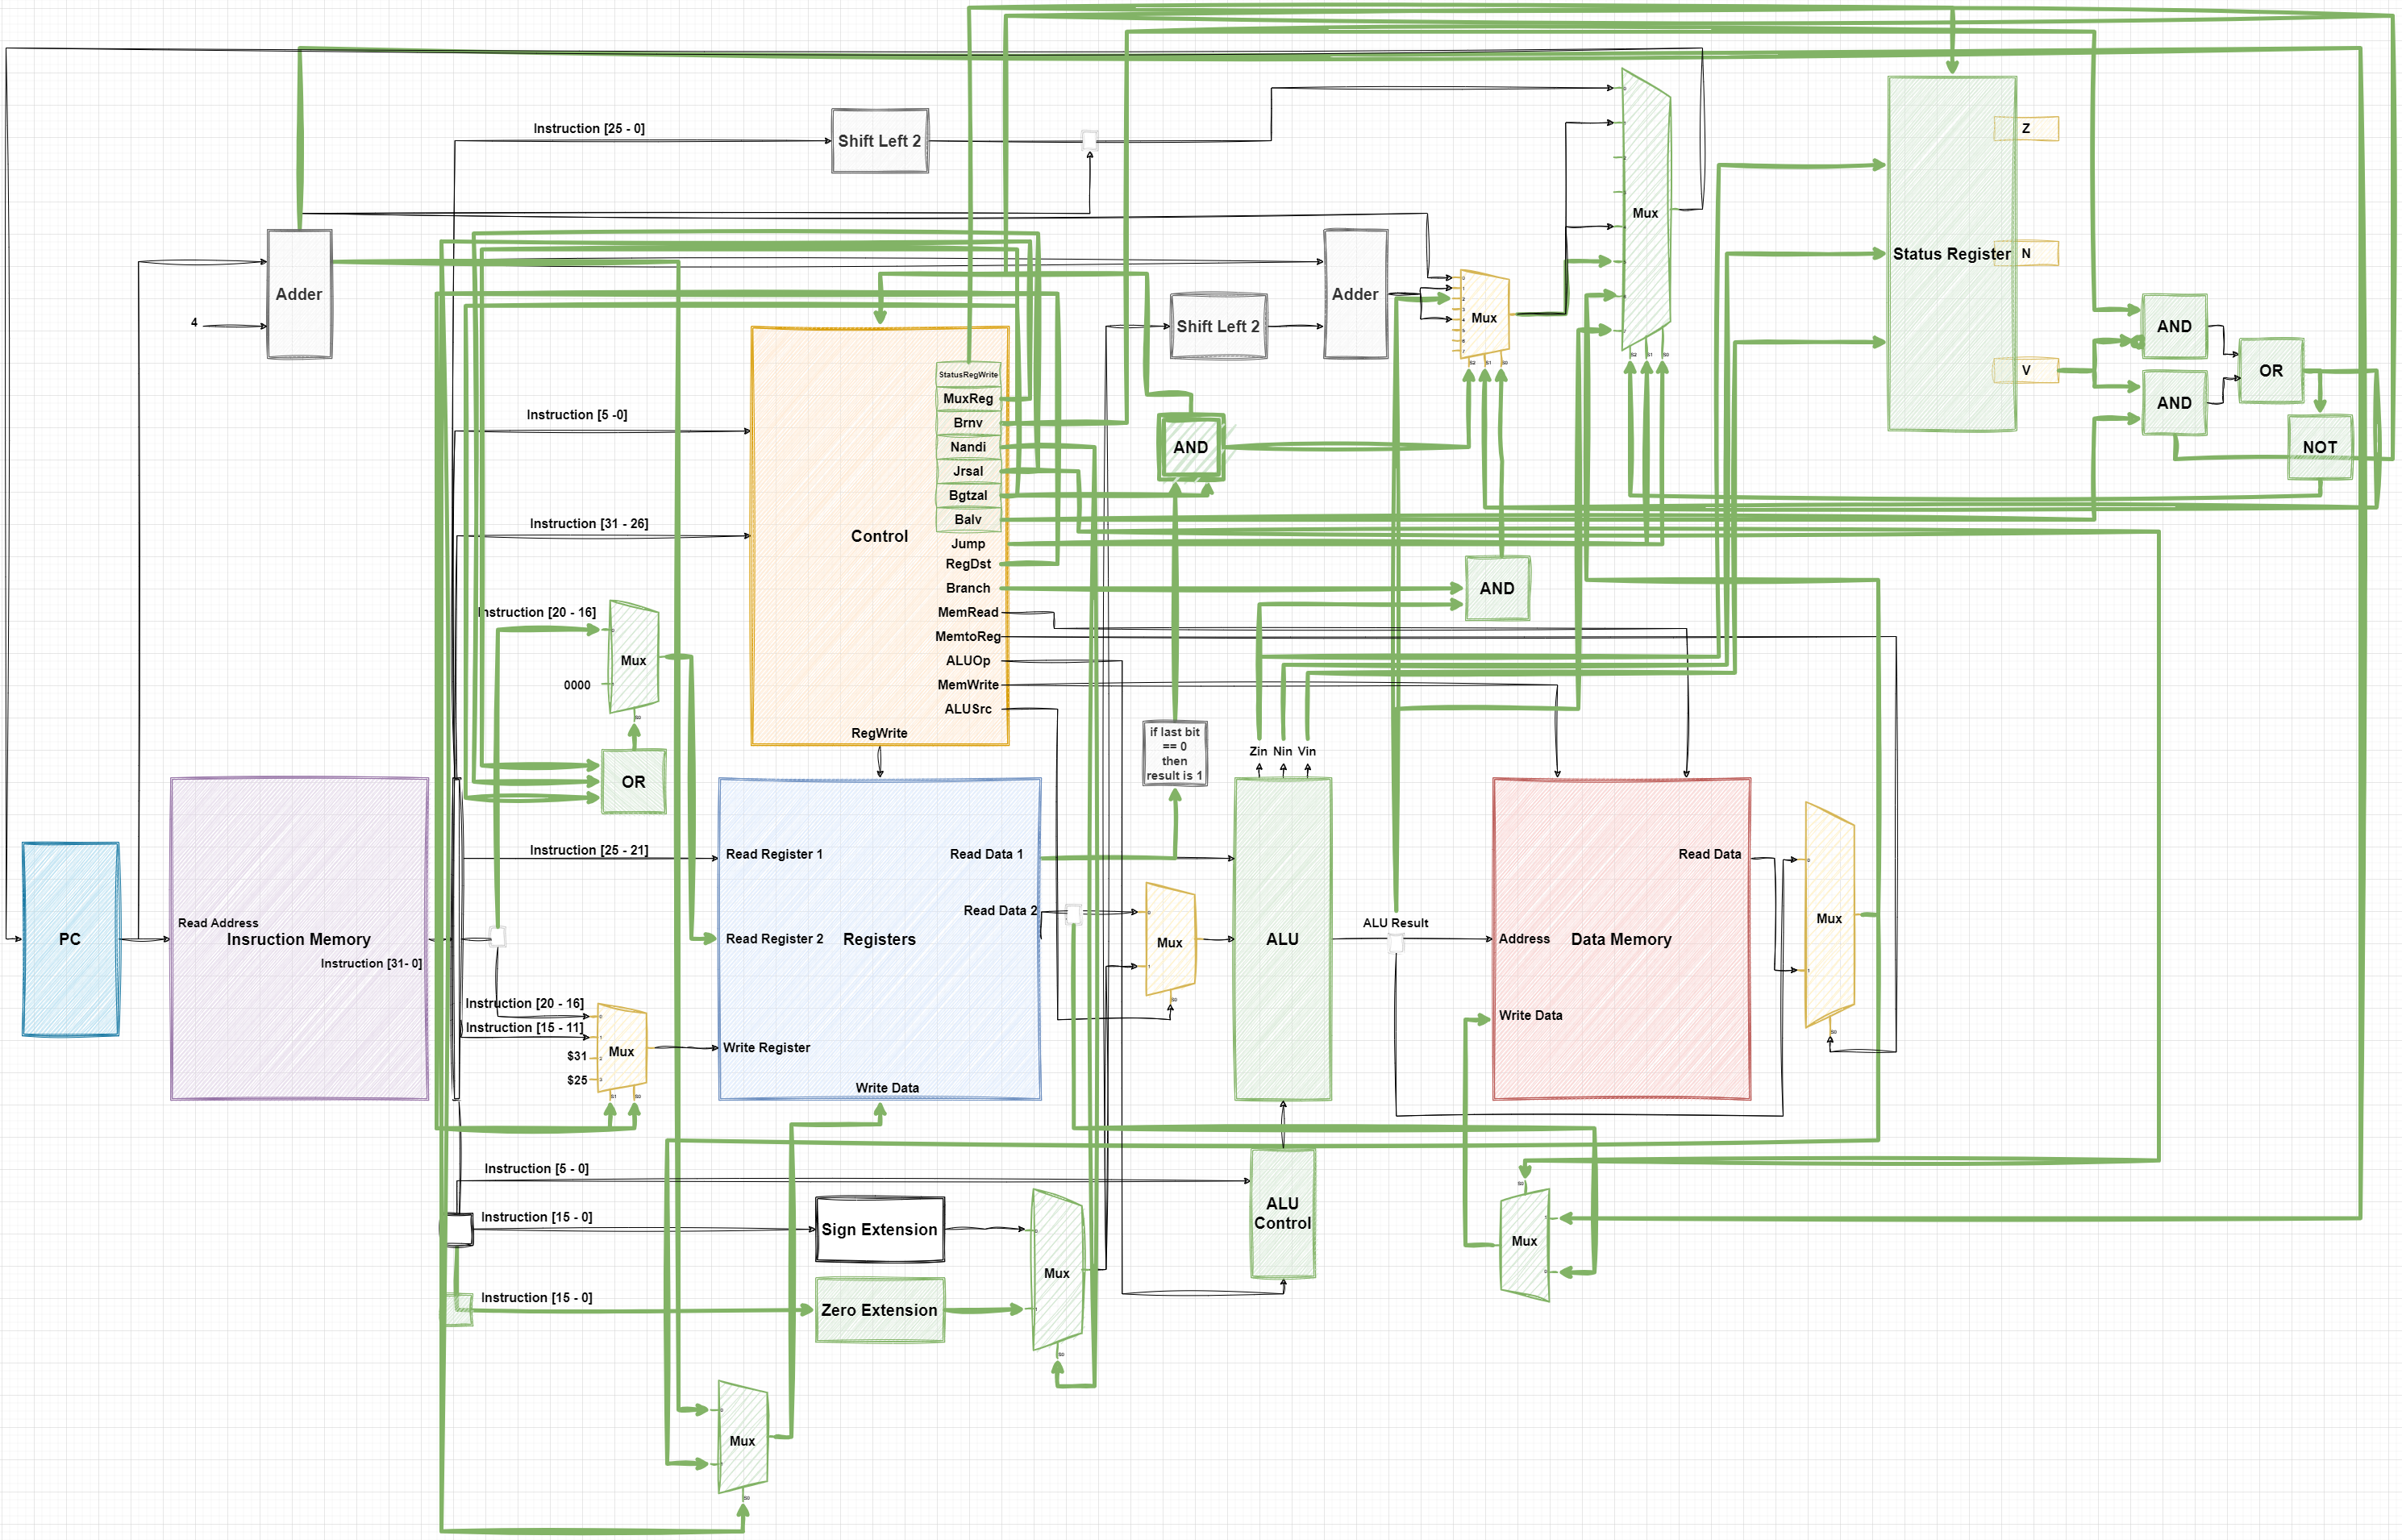 Instruction [25 - 0]
Shift Left 2
Z
Mux
Status Register
N
Adder
4
Adder
Shift Left 2
Mux
AND
OR
V
AND
NOT
StatusRegWrite
MuxReg
Brnv
Nandi
Jrsal
Bgtzal
Balv
Jump
RegDst
Branch
MemRead
MemtoReg
ALUOp
MemWrite
ALUSrc
Control
RegWrite
Instruction [5 -0]
Instruction [31 - 26]
AND
AND
Instruction [20 - 16]
Mux
0000
OR
if last bit
== 0
then
result is 1
Zin
Nin
Vin
PC
Read Address
Insruction Memory
Instruction [31- 0]
Instruction [25 - 21]
Read Register 1
Read Data 1
Read Data 2
Read Register 2
Registers
Write Register
Write Data
Instruction [20 - 16]
Instruction [15 - 11]
$31
$25
Mux
Mux
ALU
ALU Result
Address
Data Memory
Read Data
Write Data
Mux
Instruction [5 - 0]
Instruction [15 - 0]
Sign Extension
Instruction [15 - 0]
Zero Extension
Mux
ALU
Control
Mux
Mux